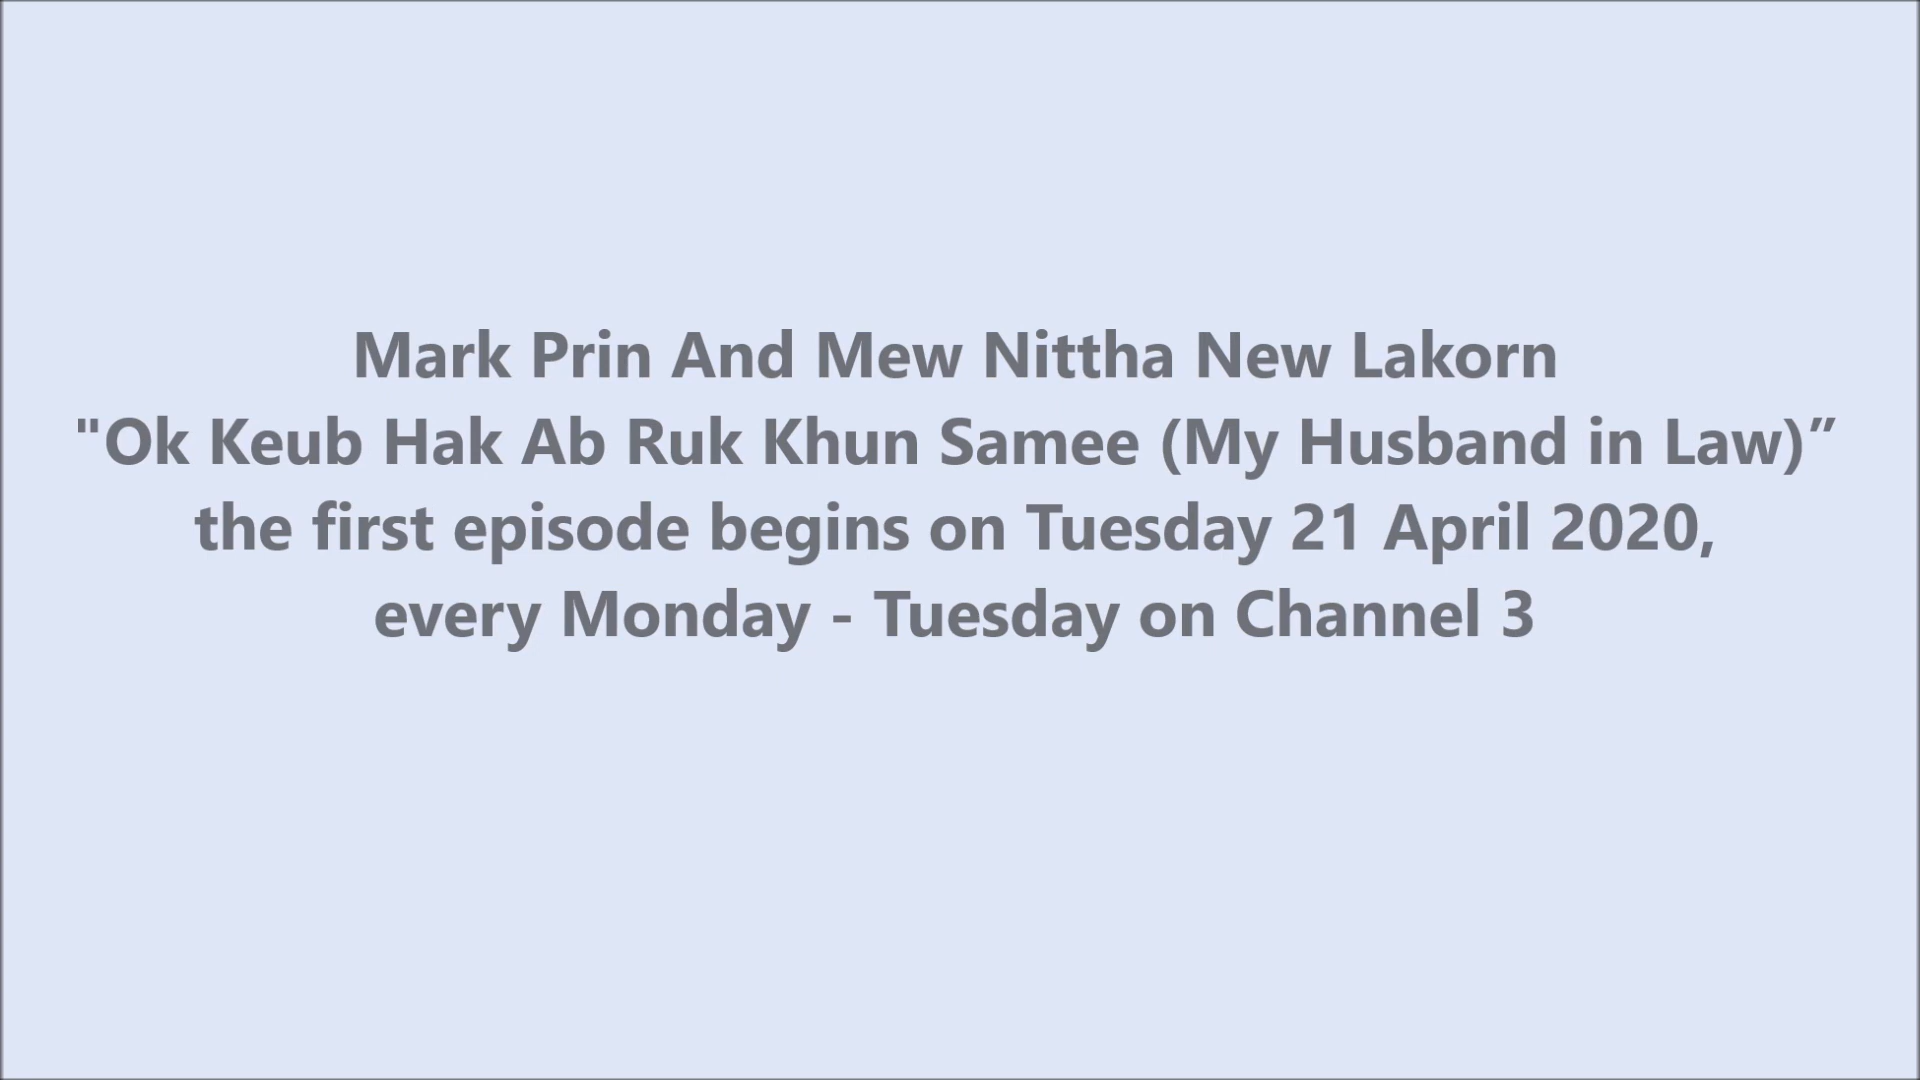 Mark Prin And Mew Nittha New Lakorn
"Ok Keub Hak Ab Ruk Khun Samee (My Husband in Law)”
the first episode begins on Tuesday 21 April 2020,
every Monday - Tuesday on Channel 3